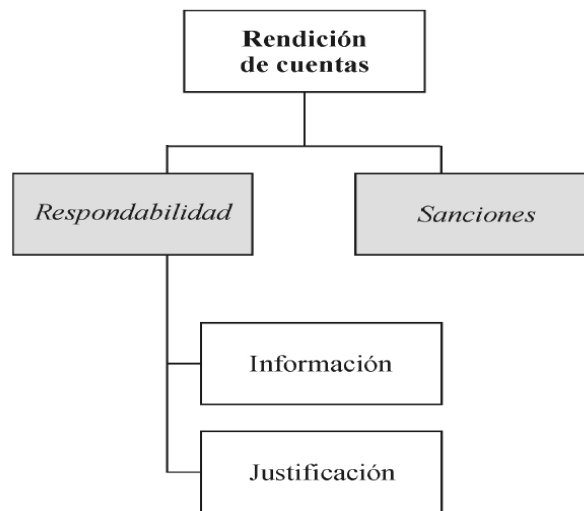 Rendición
de cuentas
Respondabilidad
Sanciones
Información
Justificación